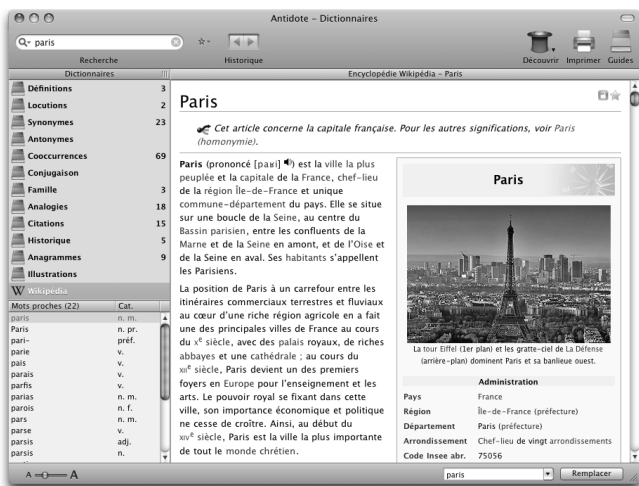 Antidote – Dictionnaires
paris
Recherche
Historique
Découvrir Imprimer Guides
Dictionnaires
Encyclopédie Wikipédia – Paris
Définitions 3
Locutions 2
Synonymes 23
Antonymes
Cooccurrences 69
Conjugaison
Famille 3
Analogies 18
Citations 15
Historique 5
Anagrammes 9
Illustrations
W Wikipédia
Mots proches (22) Cat.
paris n. m.
Paris n. pr.
pari– préf.
parie v.
pais v.
parais v.
parfis v.
parias n. m.
parois n. f.
pars n. m.
parse v.
parsis adj.
parsis n.
A A
Paris
Cet article concerne la capitale française. Pour les autres significations, voir Paris
(homonymie).
Paris (prononcé [paʁi] ) est la ville la plus
peuplée et la capitale de la France, chef-lieu
de la région Île-de-France et unique
commune-département du pays. Elle se situe
sur une boucle de la Seine, au centre du
Bassin parisien, entre les confluents de la
Marne et de la Seine en amont, et de l'Oise et
de la Seine en aval. Ses habitants s'appellent
les Parisiens.
La position de Paris à un carrefour entre les
itinéraires commerciaux terrestres et fluviaux
au cœur d'une riche région agricole en a fait
une des principales villes de France au cours
du xe siècle, avec des palais royaux, de riches
abbayes et une cathédrale ; au cours du
xiie siècle, Paris devient un des premiers
foyers en Europe pour l'enseignement et les
arts. Le pouvoir royal se fixant dans cette
ville, son importance économique et politique
ne cesse de croître. Ainsi, au début du
xive siècle, Paris est la ville la plus importante
de tout le monde chrétien.
Paris
La tour Eiffel (1er plan) et les gratte-ciel de La Défense
(arrière-plan) dominent Paris et sa banlieue ouest.
Administration
Pays France
Région Île-de-France (préfecture)
Département Paris (préfecture)
Arrondissement Chef-lieu de vingt arrondissements
Code Insee abr. 75056
paris
Remplacer